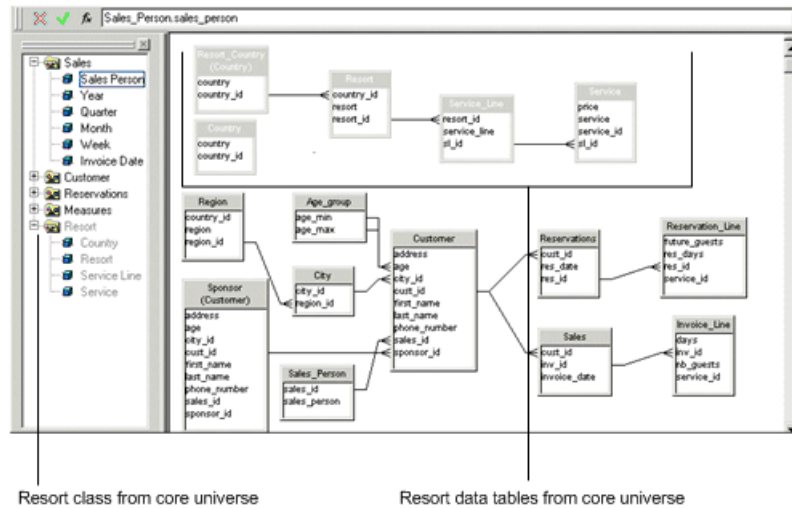 Sales_Person.sales_person
Sales
Sales Person
Year
Quarter
Month
Week
Invoice Date
Customer
Reservations
Measures
Resort
Country
Resort
Service Line
Service
Resort_Country
(Country)
country
country_id
Country
country
country_id
Resort
country_id
resort
resort_id
Service_Line
resort_id
service_line
sl_id
Service
price
service
service_id
sl_id
Region
country_id
region
region_id
Age_group
age_min
age_max
City
city_id
region_id
Sponsor
(Customer)
address
age
city_id
cust_id
first_name
last_name
phone_number
sales_id
sponsor_id
Sales_Person
sales_id
sales_person
Customer
address
age
city_id
cust_id
first_name
last_name
phone_number
sales_id
sponsor_id
Reservations
cust_id
res_date
res_id
Reservation_Line
future_guests
res_days
res_id
service_id
Sales
cust_id
inv_id
invoice_date
Invoice_Line
days
inv_id
nb_guests
service_id
Resort class from core universe
Resort data tables from core universe